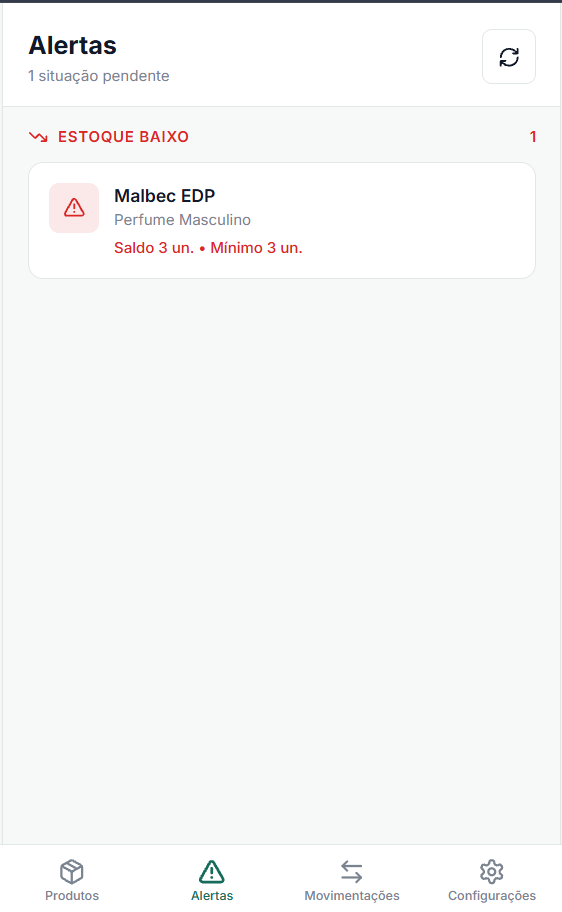 Alertas
1 situação pendente
ESTOQUE BAIXO 1
Malbec EDP
Perfume Masculino
Saldo 3 un. • Mínimo 3 un.
Produtos Alertas Movimentações Configurações